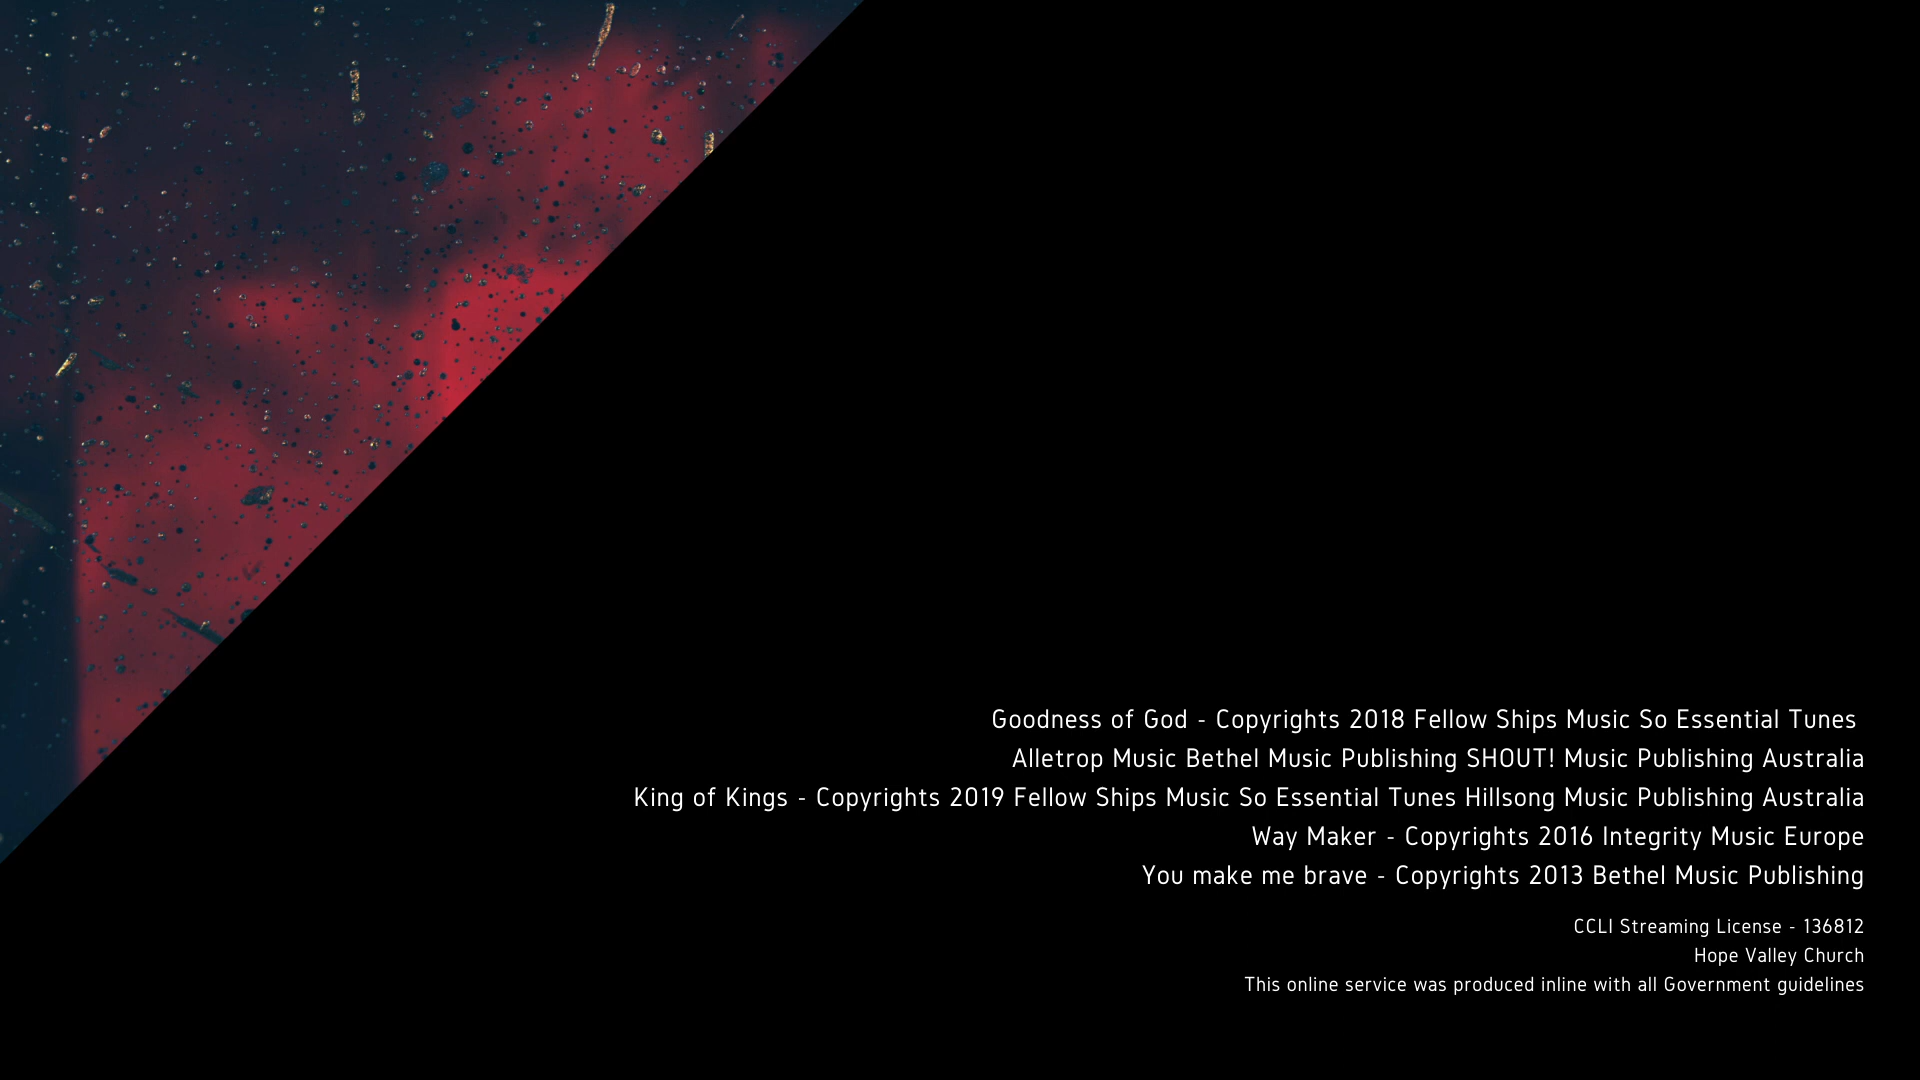 Goodness of God - Copyrights 2018 Fellow Ships Music So Essential Tunes
Alletrop Music Bethel Music Publishing SHOUT! Music Publishing Australia
King of Kings - Copyrights 2019 Fellow Ships Music So Essential Tunes Hillsong Music Publishing Australia
Way Maker - Copyrights 2016 Integrity Music Europe
You make me brave - Copyrights 2013 Bethel Music Publishing
CCLI Streaming License - 136812
Hope Valley Church
This online service was produced inline with all Government guidelines